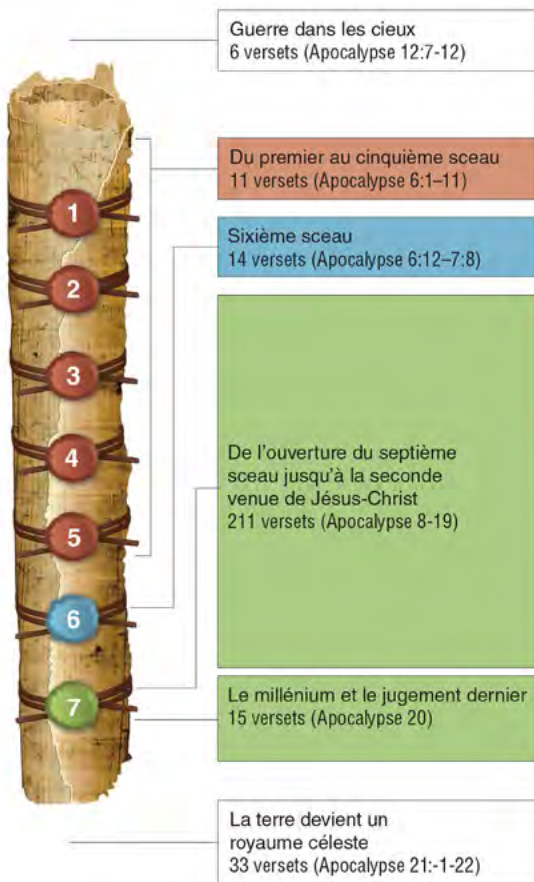 Guerre dans les cieux
6 versets (Apocalypse 12:7-12)
Du premier au cinquième sceau
11 versets (Apocalypse 6:1–11)
1
Sixième sceau
14 versets (Apocalypse 6:12–7:8)
2
3
4
5
6
7
De l’ouverture du septième
sceau jusqu’à la seconde
venue de Jésus-Christ
211 versets (Apocalypse 8-19)
Le millénium et le jugement dernier
15 versets (Apocalypse 20)
La terre devient un
royaume céleste
33 versets (Apocalypse 21:-1-22)